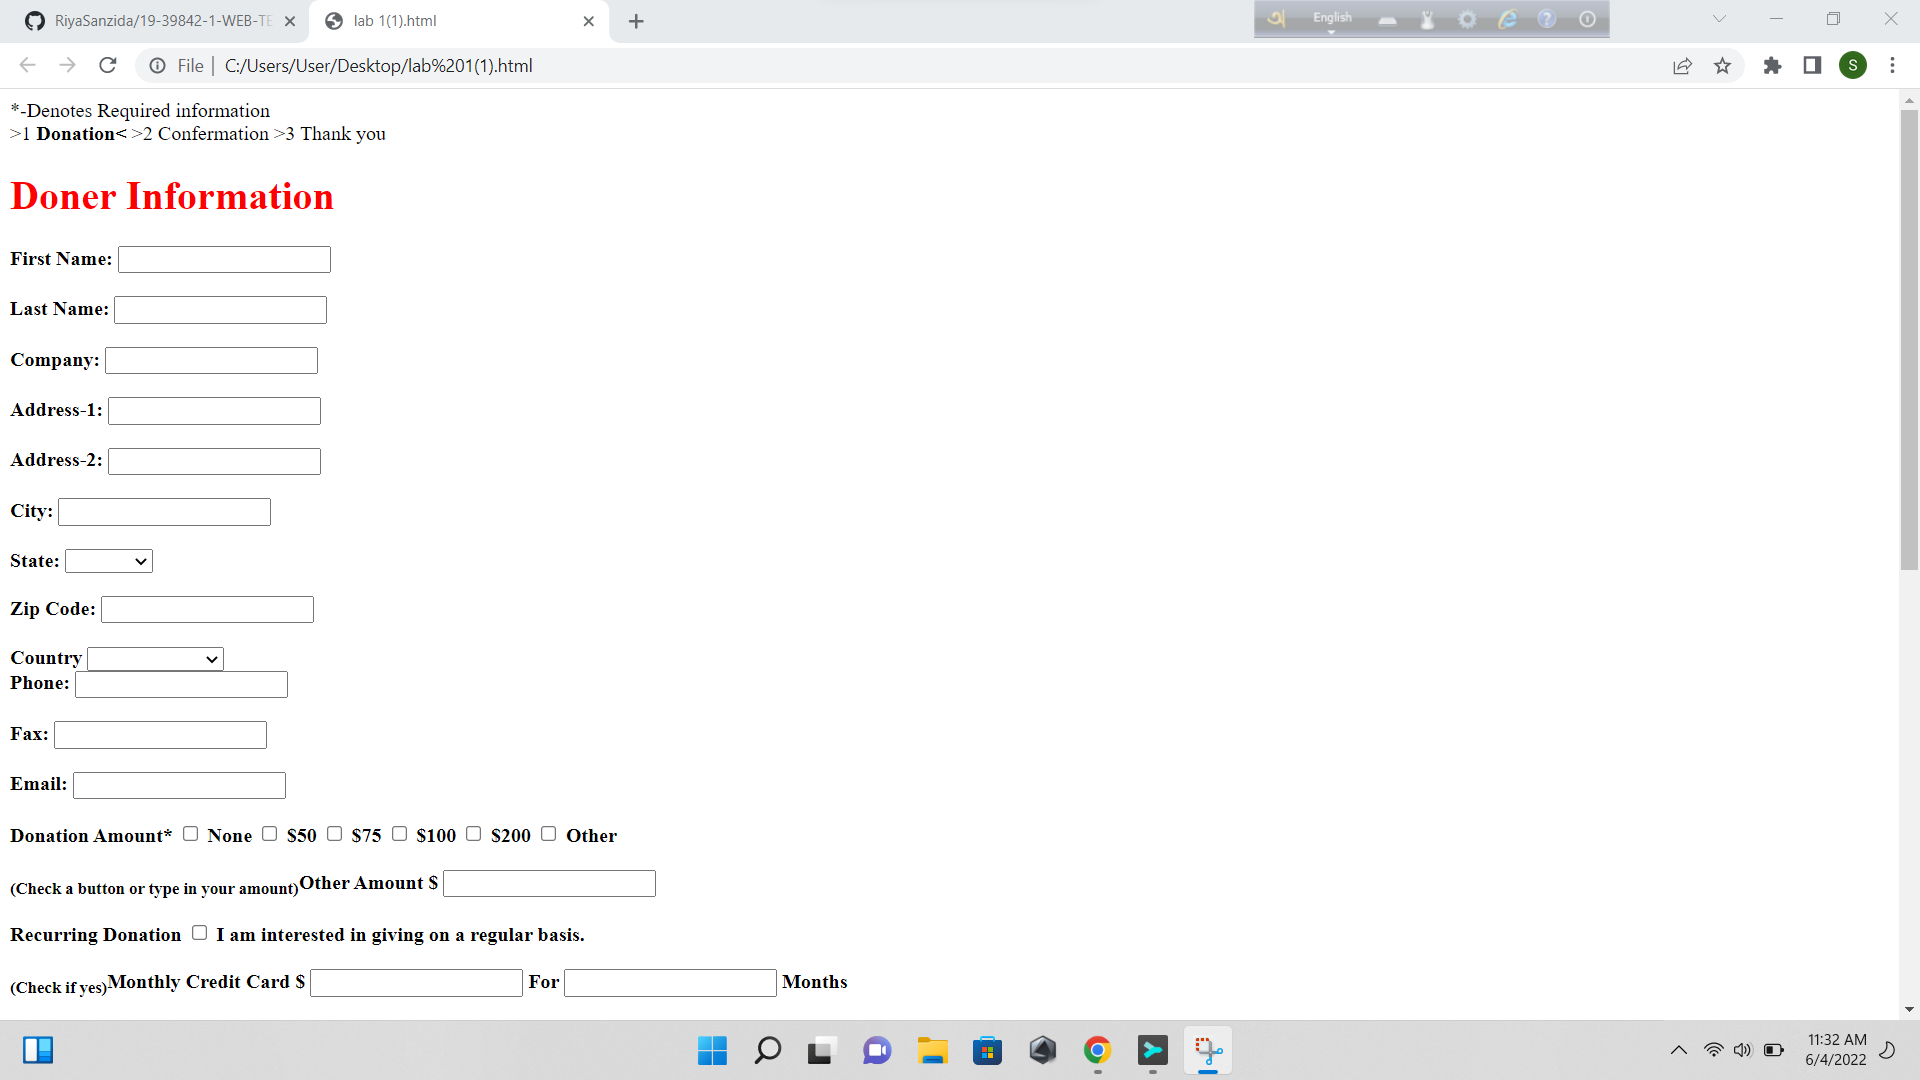 RiyaSanzida/19-39842-1-WEB-TE
lab 1(1).html
English
File
C:/Users/User/Desktop/lab%201(1).html
S
*-Denotes Required information
>1 Donation< >2 Confermation >3 Thank you
Doner Information
First Name:
Last Name:
Company:
Address-1:
Address-2:
City:
State:
Zip Code:
Country
Phone:
Fax:
Email:
Donation Amount* None $50 $75 $100 $200 Other
(Check a button or type in your amount)Other Amount $
Recurring Donation I am interested in giving on a regular basis.
(Check if yes)Monthly Credit Card $ For Months
11:32 AM
6/4/2022